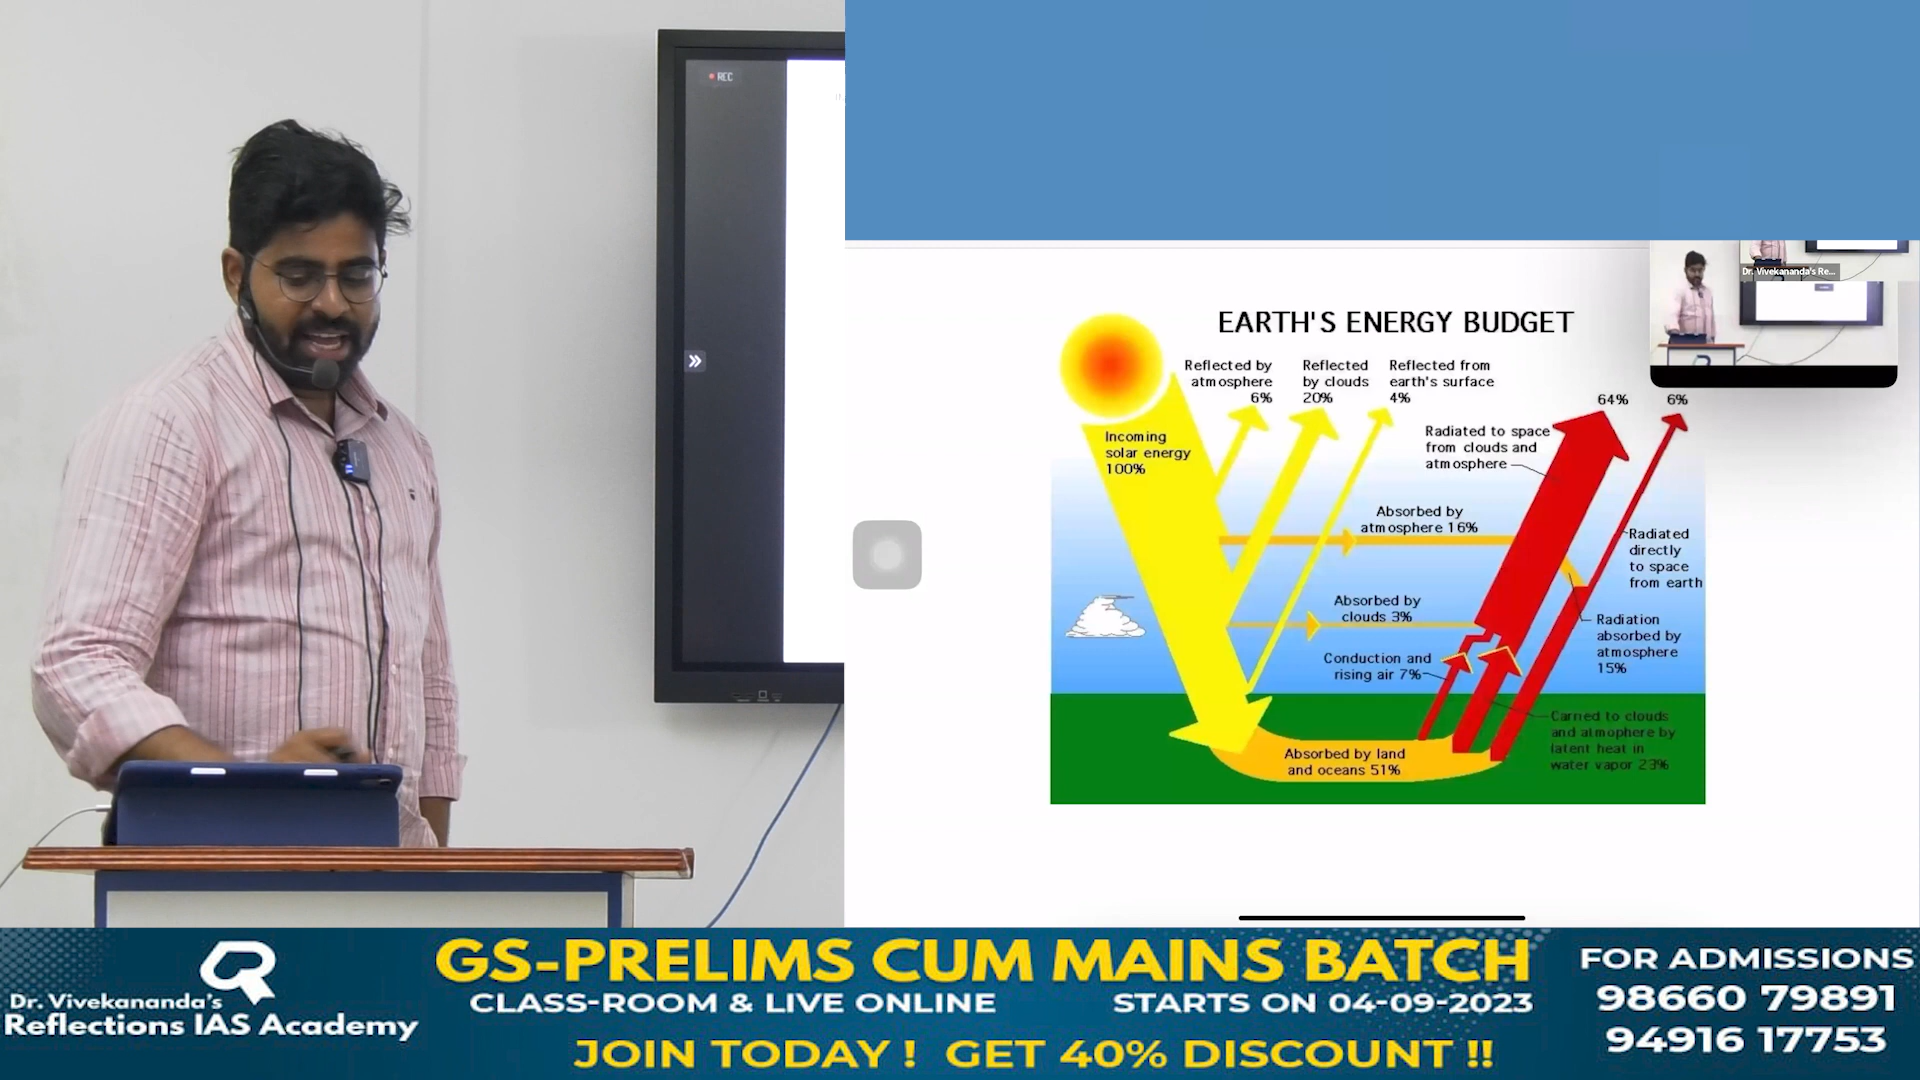 REC
Dr. Vivekananda's Re...
EARTH'S ENERGY BUDGET
Reflected by
atmosphere
6%
Reflected
by clouds
20%
Reflected from
earth's surface
4%
64%
6%
Incoming
solar energy
100%
Radiated to space
from clouds and
atmosphere
Absorbed by
atmosphere 16%
Radiated
directly
to space
from earth
Absorbed by
clouds 3%
Radiation
absorbed by
atmosphere
15%
Conduction and
rising air 7%
Carried to clouds
and atmophere by
latent heat in
water vapor 23%
Absorbed by land
and oceans 51%
Dr. Vivekananda's
Reflections IAS Academy
GS-PRELIMS CUM MAINS BATCH
CLASS-ROOM & LIVE ONLINE STARTS ON 04-09-2023
JOIN TODAY ! GET 40% DISCOUNT !!
FOR ADMISSIONS
98660 79891
94916 17753